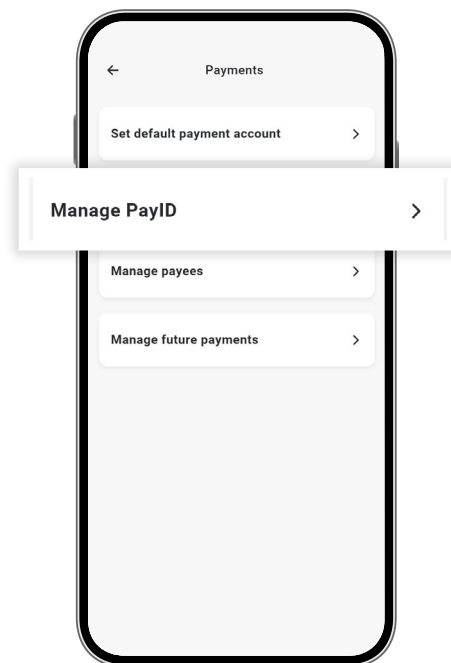 Payments
Set default payment account
Manage PayID
Manage payees
Manage future payments